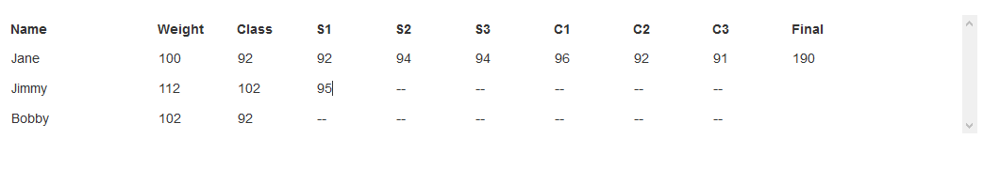 Name Weight Class S1 S2 S3 C1 C2 C3 Final
Jane 100 92 92 94 94 96 92 91 190
Jimmy 112 102 95 -- -- -- -- --
Bobby 102 92 -- -- -- -- -- --